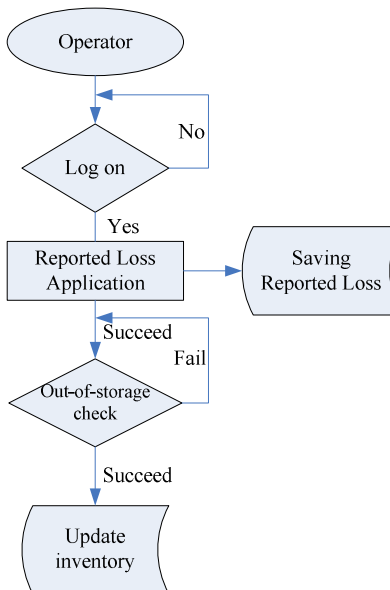 Operator
No
Log on
Yes
Reported Loss
Application
Saving
Reported Loss
Succeed
Fail
Out-of-storage
check
Succeed
Update
inventory